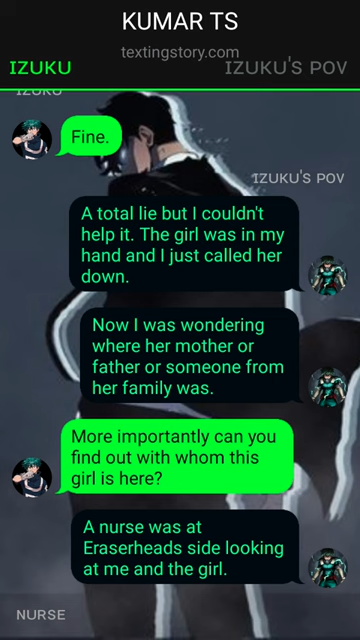 KUMAR TS
textingstory.com
IZUKU
IZUKU'S POV
IZUKU
Fine.
IZUKU'S POV
A total lie but I couldn't
help it. The girl was in my
hand and I just called her
down.
Now I was wondering
where her mother or
father or someone from
her family was.
More importantly can you
find out with whom this
girl is here?
A nurse was at
Eraserheads side looking
at me and the girl.
NURSE